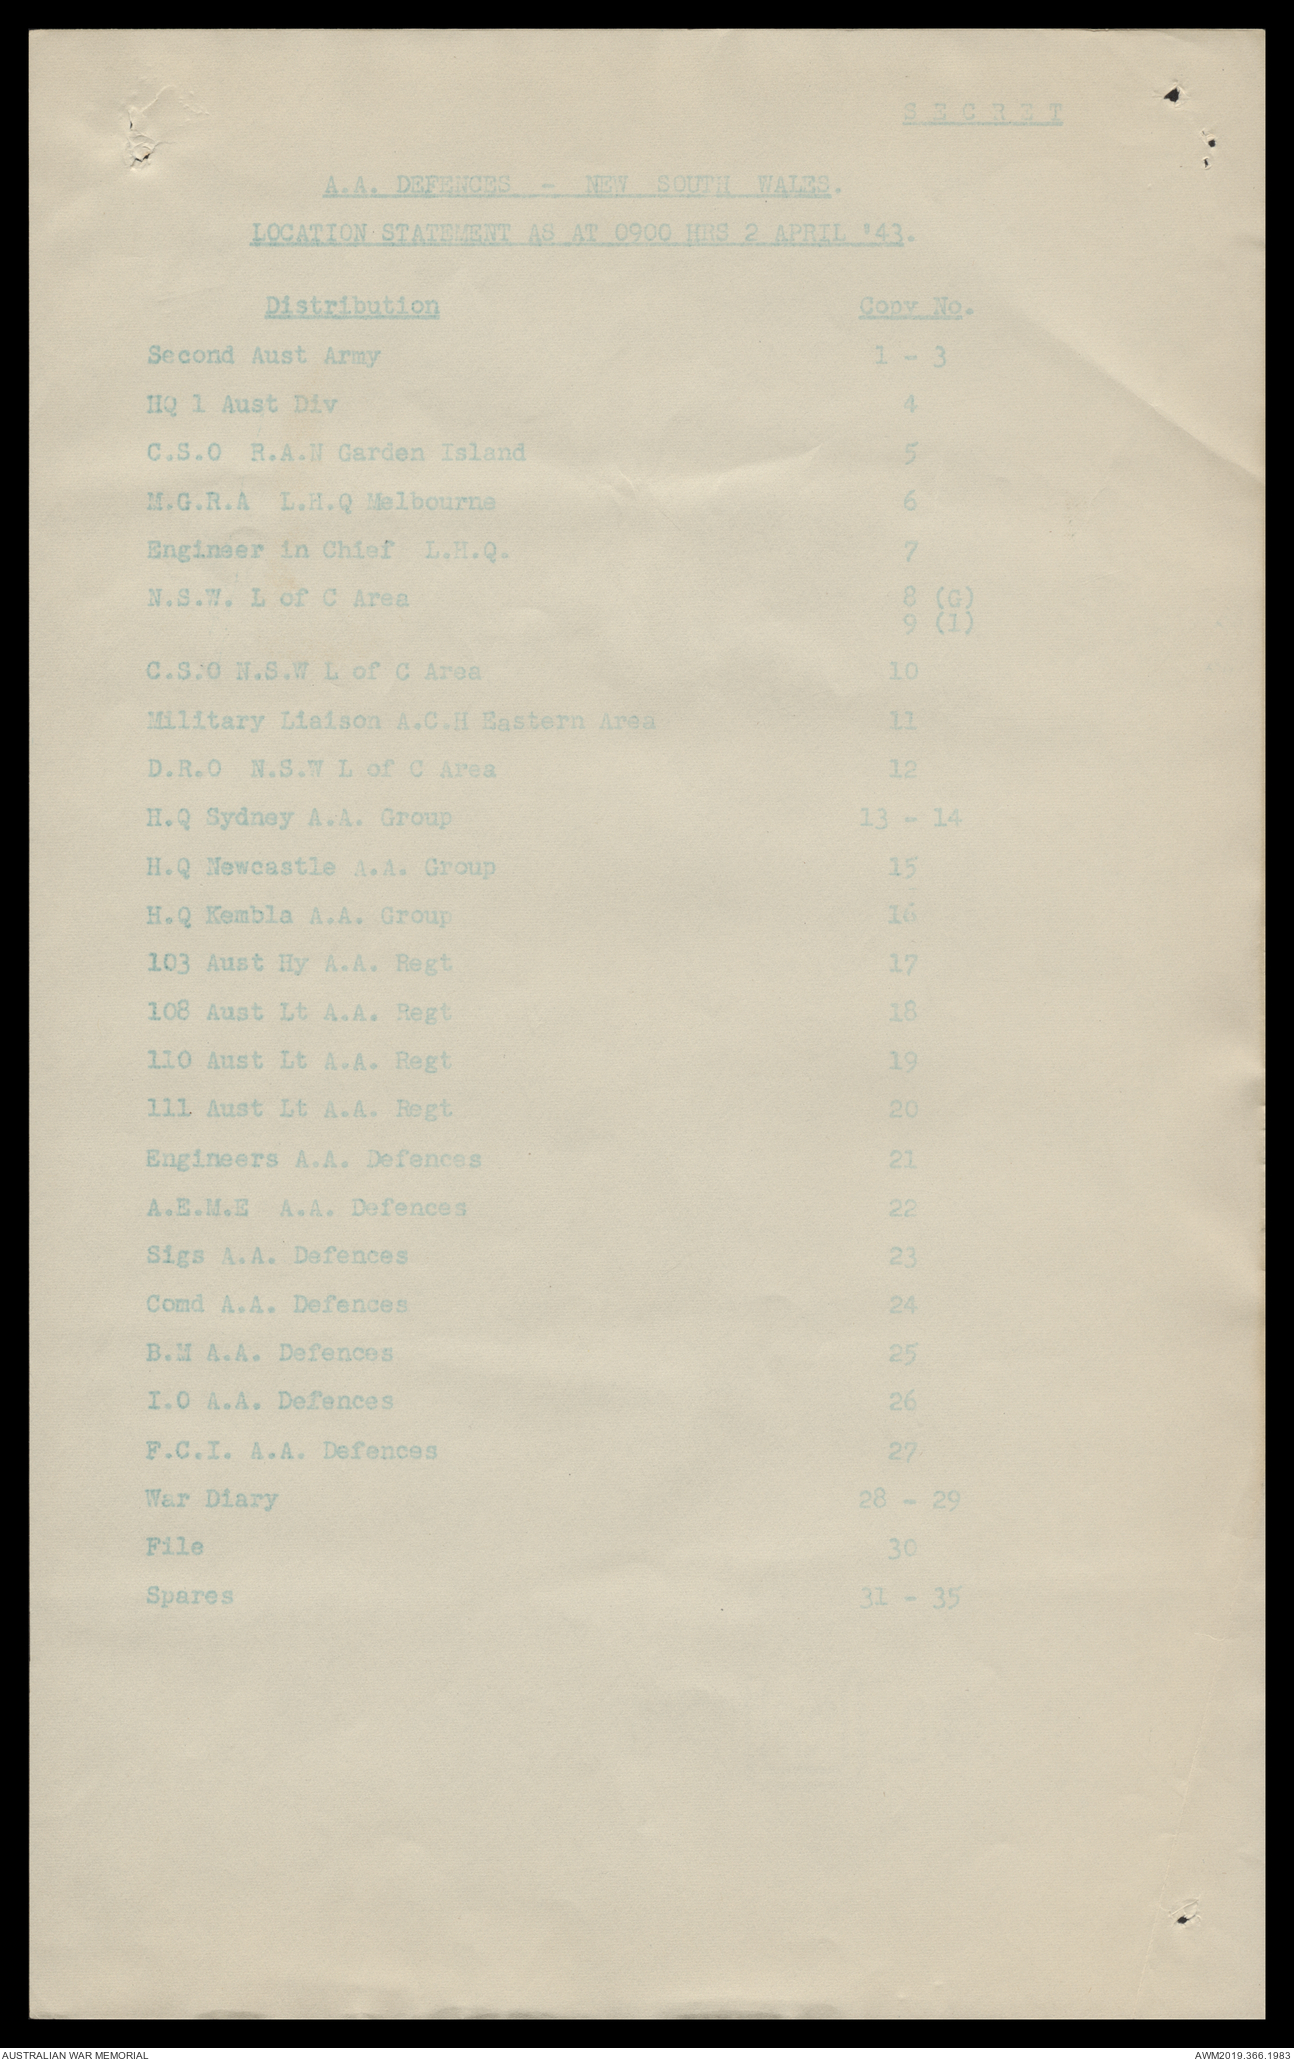 S E C R E T
A.A. DEFENCES - NEW SOUTH WALES.
LOCATION STATEMENT AS AT 0900 HRS 2 APRIL '43.
Distribution Copy No.
Second Aust Army 1 - 3
HQ 1 Aust Div 4
C.S.O R.A.N Garden Island 5
M.G.R.A L.H.Q Melbourne 6
Engineer in Chief L.H.Q. 7
N.S.W. L of C Area 8 (G)
9 (I)
C.S.O N.S.W L of C Area 10
Military Liaison A.C.H Eastern Area 11
D.R.O N.S.W L of C Area 12
H.Q Sydney A.A. Group 13 - 14
H.Q Newcastle A.A. Group 15
H.Q Kembla A.A. Group 16
103 Aust Hy A.A. Regt 17
108 Aust Lt A.A. Regt 18
110 Aust Lt A.A. Regt 19
111 Aust Lt A.A. Regt 20
Engineers A.A. Defences 21
A.E.M.E A.A. Defences 22
Sigs A.A. Defences 23
Comd A.A. Defences 24
B.M A.A. Defences 25
I.O A.A. Defences 26
F.C.I. A.A. Defences 27
War Diary 28 - 29
File 30
Spares 31 - 35
AUSTRALIAN WAR MEMORIAL AWM2019.366.1983